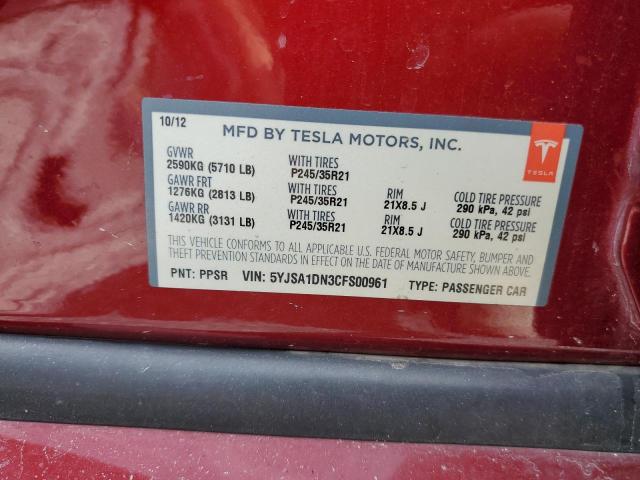 10/12
MFD BY TESLA MOTORS, INC.
TESLA
GVWR
2590KG (5710 LB) WITH TIRES P245/35R21
GAWR FRT
1276KG (2813 LB) WITH TIRES P245/35R21 RIM 21X8.5 J COLD TIRE PRESSURE 290 kPa, 42 psi
GAWR RR
1420KG (3131 LB) WITH TIRES P245/35R21 RIM 21X8.5 J COLD TIRE PRESSURE 290 kPa, 42 psi
THIS VEHICLE CONFORMS TO ALL APPLICABLE U.S. FEDERAL MOTOR SAFETY, BUMPER AND
THEFT PREVENTION STANDARDS IN EFFECT ON THE DATE OF MANUFACTURE SHOWN ABOVE.
PNT: PPSR VIN: 5YJSA1DN3CFS00961 TYPE: PASSENGER CAR